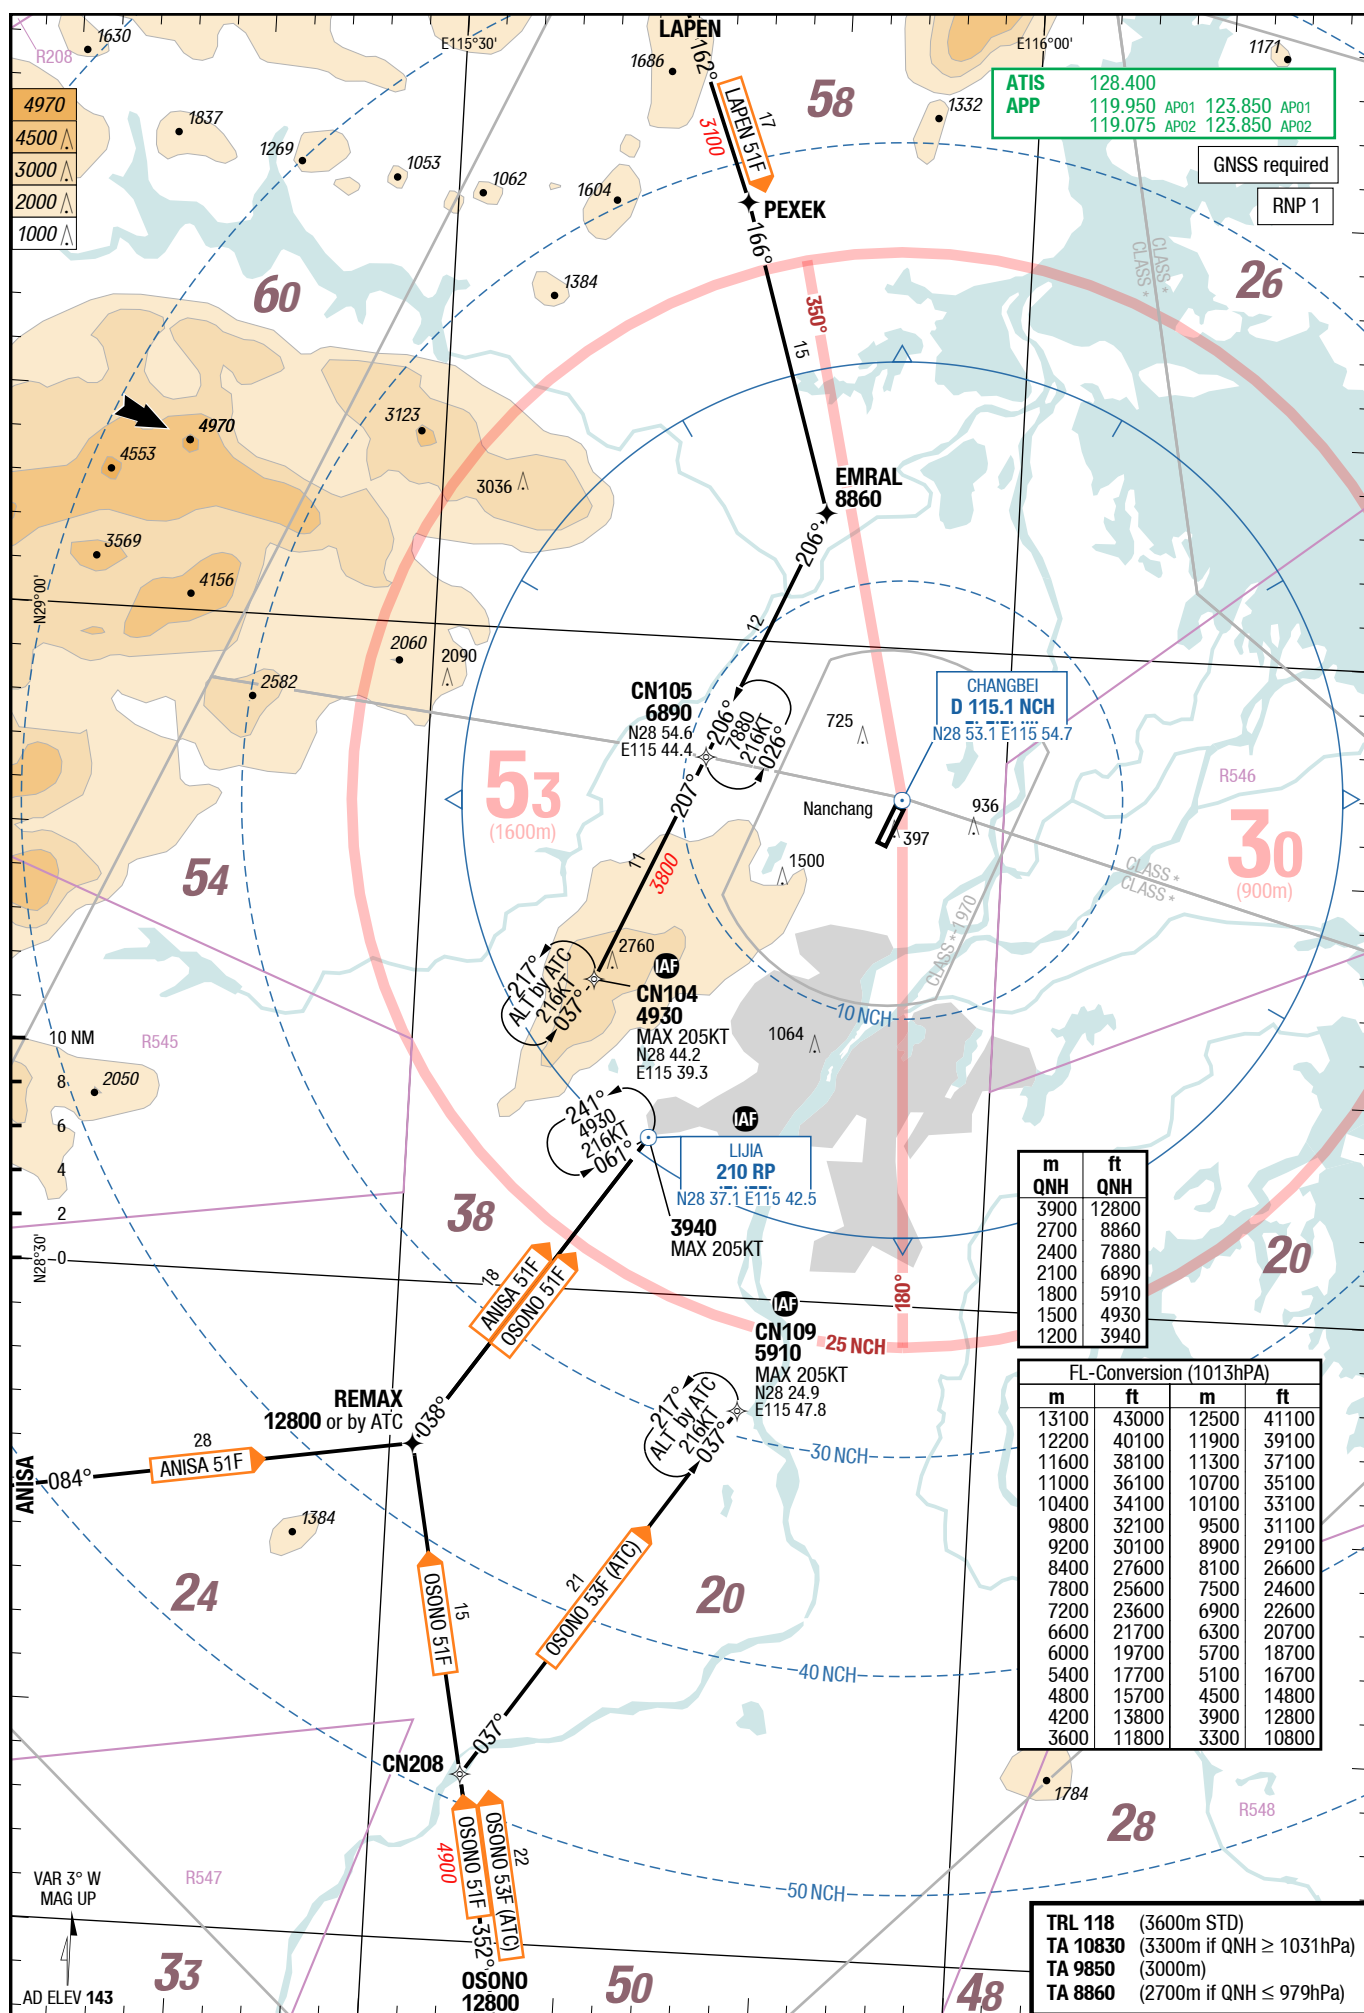 LAPEN
1630
R208
E115°30'
1686
162°
58
E116°00'
1171
ATIS 128.400
APP 119.950 AP01 123.850 AP01
119.075 AP02 123.850 AP02
GNSS required
RNP 1
4970
4500
3000
2000
1000
1837
1269
1053
1062
1604
1332
LAPEN 51F
17
3100
PEXEK
166°
CLASS *
CLASS *
60
1384
350°
26
15
3123
4970
4553
3036
EMRAL
8860
206°
3569
4156
N29°00'
12
2060
2090
2582
CN105
6890
N28 54.6
E115 44.4
206°
7880
216KT
026°
725
CHANGBEI
D 115.1 NCH
N28 53.1 E115 54.7
R546
53
(1600m)
207°
Nanchang
936
397
30
(900m)
54
11
3800
1500
CLASS *
CLASS *
CLASS * 1970
217°
ALT by ATC
216KT
037°
2760
IAF
CN104
4930
MAX 205KT
N28 44.2
E115 39.3
10 NCH
1064
10 NM
8
6
4
2
0
R545
2050
241°
4930
216KT
061°
IAF
LIJIA
210 RP
N28 37.1 E115 42.5
3940
MAX 205KT
38
N28°30'
m ft
QNH QNH
3900 12800
2700 8860
2400 7880
2100 6890
1800 5910
1500 4930
1200 3940
20
18
ANISA 51F
OSONO 51F
180°
IAF
25 NCH
CN109
5910
MAX 205KT
N28 24.9
E115 47.8
FL-Conversion (1013hPA)
m ft m ft
13100 43000 12500 41100
12200 40100 11900 39100
11600 38100 11300 37100
11000 36100 10700 35100
10400 34100 10100 33100
9800 32100 9500 31100
9200 30100 8900 29100
8400 27600 8100 26600
7800 25600 7500 24600
7200 23600 6900 22600
6600 21700 6300 20700
6000 19700 5700 18700
5400 17700 5100 16700
4800 15700 4500 14800
4200 13800 3900 12800
3600 11800 3300 10800
REMAX
12800 or by ATC
038°
217°
ALT by ATC
216KT
037°
30 NCH
28
ANISA 51F
ANISA
084°
1384
24
OSONO 51F
15
21
OSONO 53F (ATC)
20
40 NCH
037°
CN208
1784
R548
28
OSONO 51F
OSONO 53F (ATC)
22
4900
50 NCH
R547
VAR 3° W
MAG UP
352°
33
AD ELEV 143
OSONO
12800
50
48
TRL 118 (3600m STD)
TA 10830 (3300m if QNH ≥ 1031hPa)
TA 9850 (3000m)
TA 8860 (2700m if QNH ≤ 979hPa)